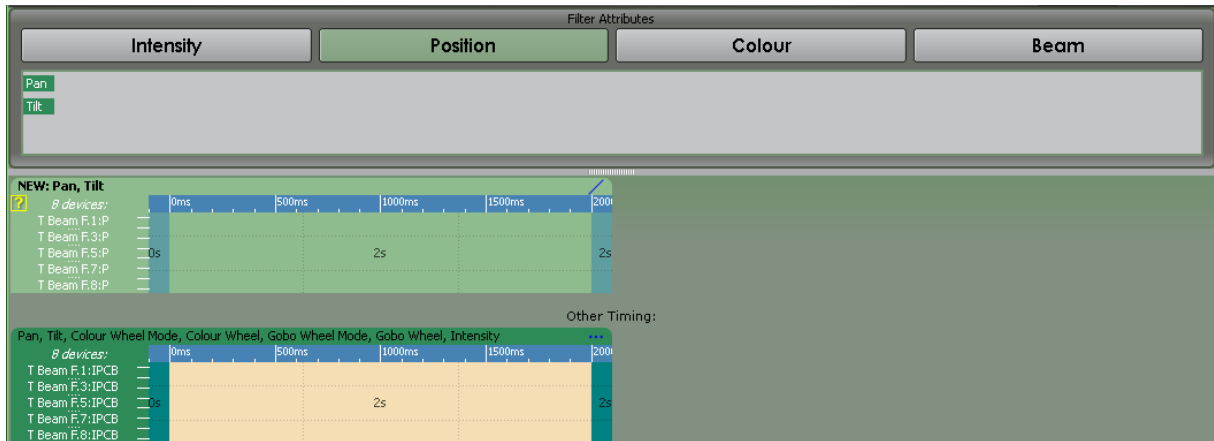 Filter Attributes
Intensity Position Colour Beam
Pan
Tilt
NEW: Pan, Tilt
? 8 devices: 0ms 500ms 1000ms 1500ms 200
T Beam F.1:P
T Beam F.3:P
T Beam F.5:P 0s 2s 2s
T Beam F.7:P
T Beam F.8:P
Other Timing:
Pan, Tilt, Colour Wheel Mode, Colour Wheel, Gobo Wheel Mode, Gobo Wheel, Intensity ...
8 devices: 0ms 500ms 1000ms 1500ms 200
T Beam F.1:IPCB
T Beam F.3:IPCB
T Beam F.5:IPCB 0s 2s 2s
T Beam F.7:IPCB
T Beam F.8:IPCB